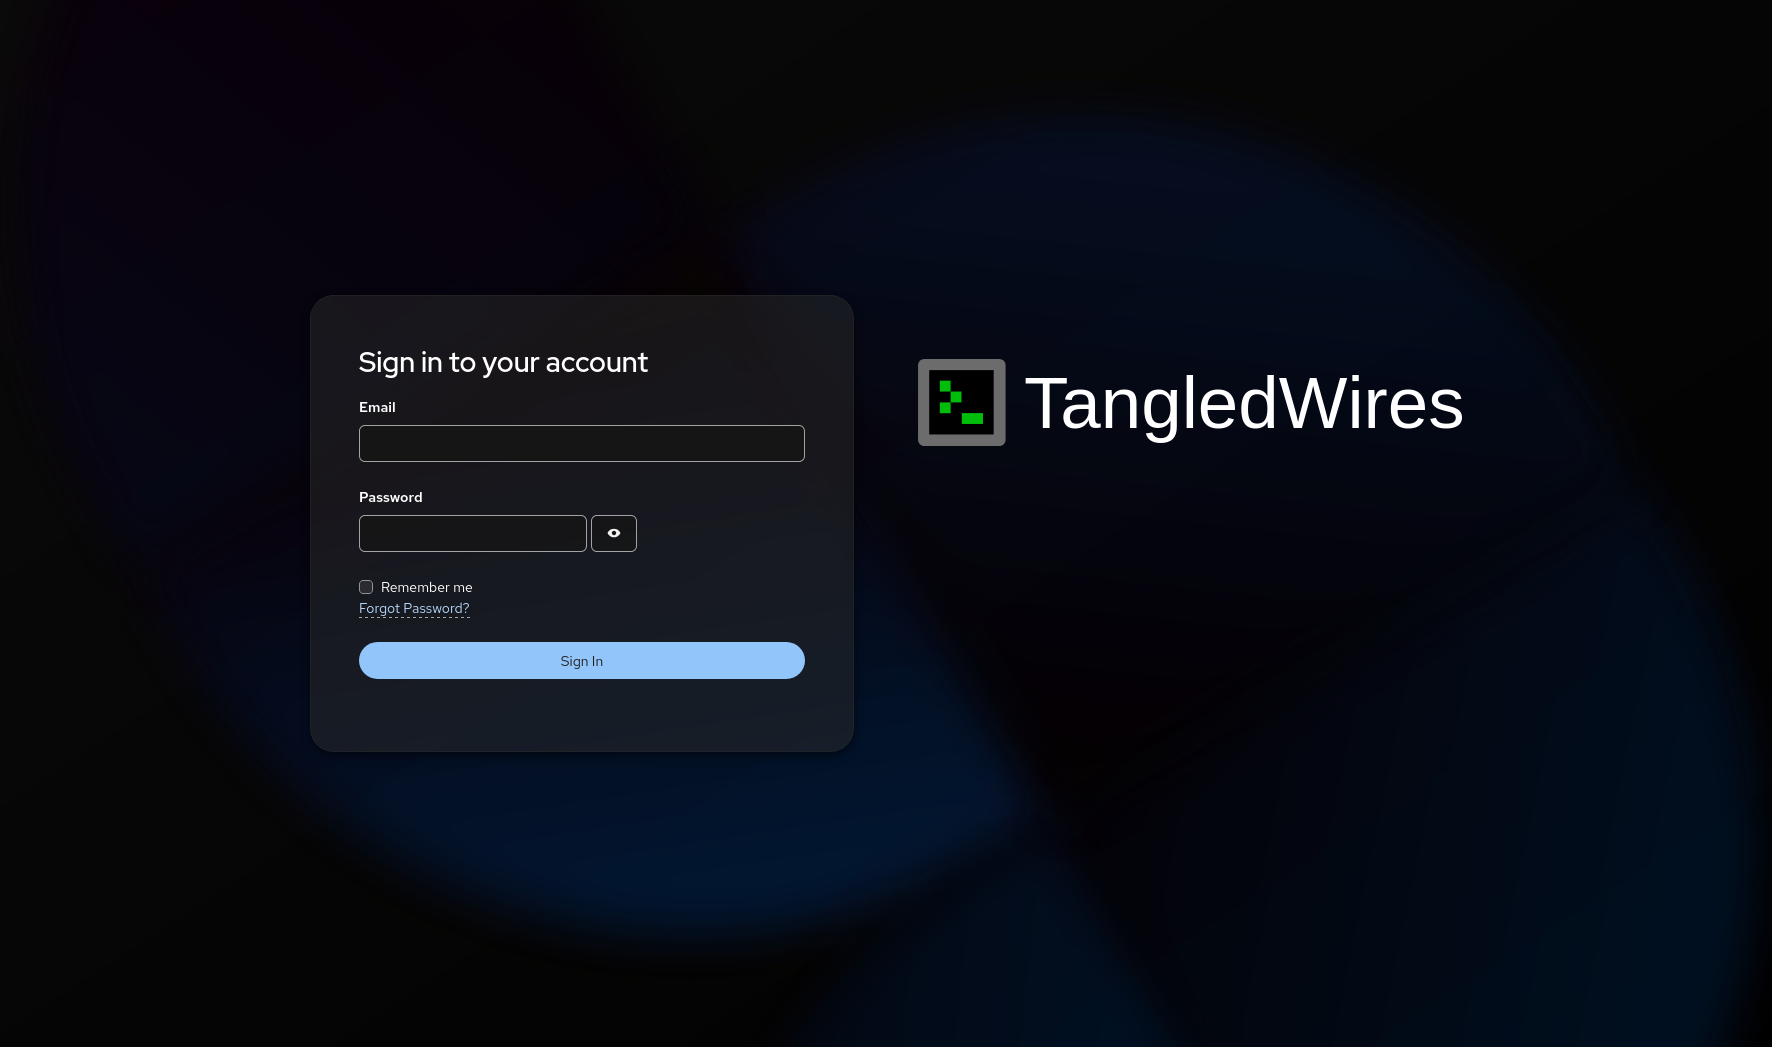 Sign in to your account
Email
Password
Remember me
Forgot Password?
Sign In
TangledWires